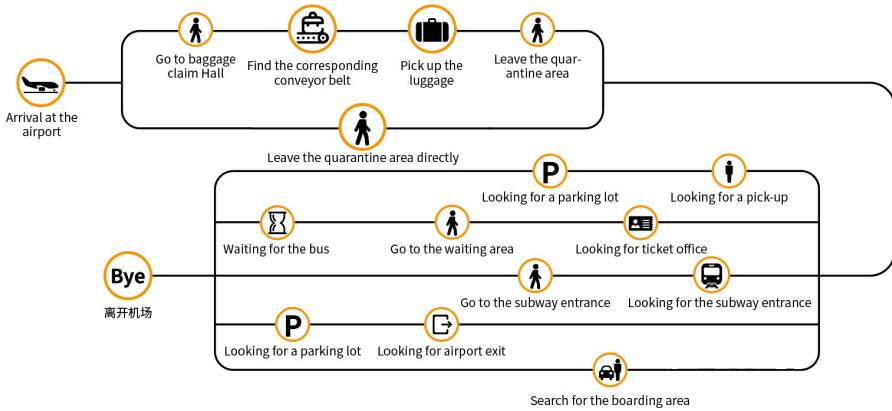 Go to baggage
claim Hall
Find the corresponding
conveyor belt
Pick up the
luggage
Leave the quar-
antine area
Arrival at the
airport
Leave the quarantine area directly
P
Looking for a parking lot
Looking for a pick-up
Waiting for the bus
Go to the waiting area
Looking for ticket office
Bye
离开机场
Go to the subway entrance
Looking for the subway entrance
P
Looking for a parking lot
Looking for airport exit
Search for the boarding area